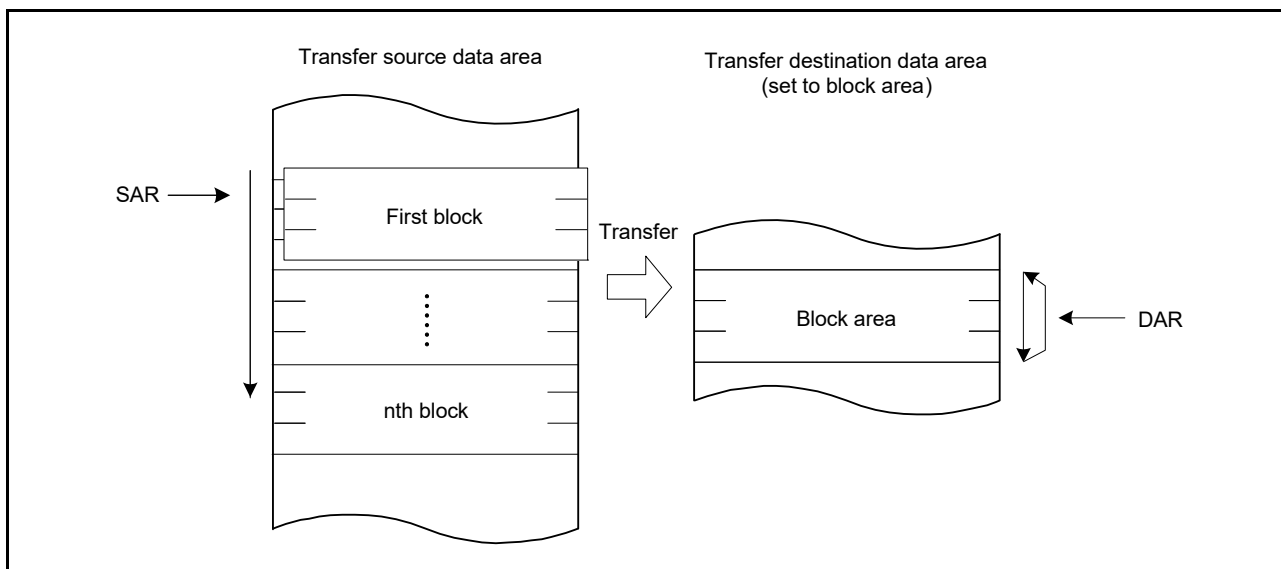 Transfer source data area
Transfer destination data area
(set to block area)
SAR
First block
Transfer
Block area
DAR
nth block